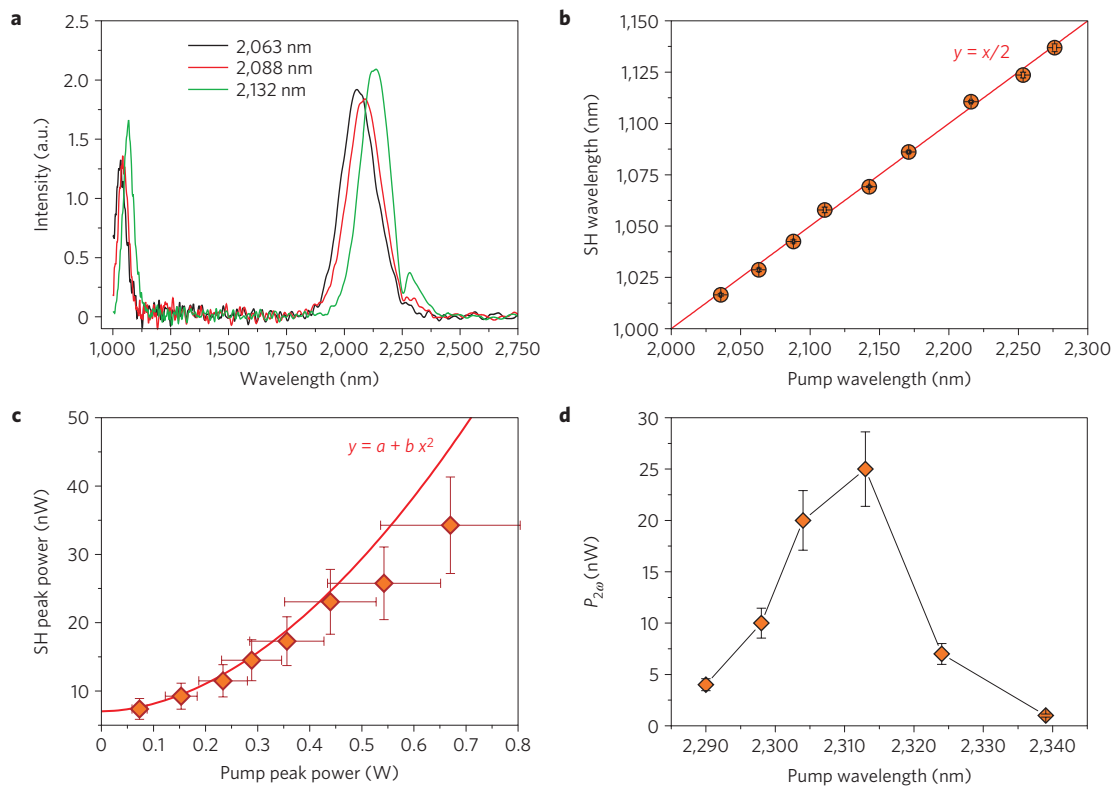 a
2,063 nm
2,088 nm
2,132 nm
2.5
2.0
1.5
1.0
0.5
0
Intensity (a.u.)
1,000 1,250 1,500 1,750 2,000 2,250 2,500 2,750
Wavelength (nm)
b
y = x/2
1,150
1,125
1,100
1,075
1,050
1,025
1,000
SH wavelength (nm)
2,000 2,050 2,100 2,150 2,200 2,250 2,300
Pump wavelength (nm)
c
y = a + b x²
50
40
30
20
10
SH peak power (nW)
0 0.1 0.2 0.3 0.4 0.5 0.6 0.7 0.8
Pump peak power (W)
d
30
25
20
15
10
5
0
P2ω (nW)
2,290 2,300 2,310 2,320 2,330 2,340
Pump wavelength (nm)